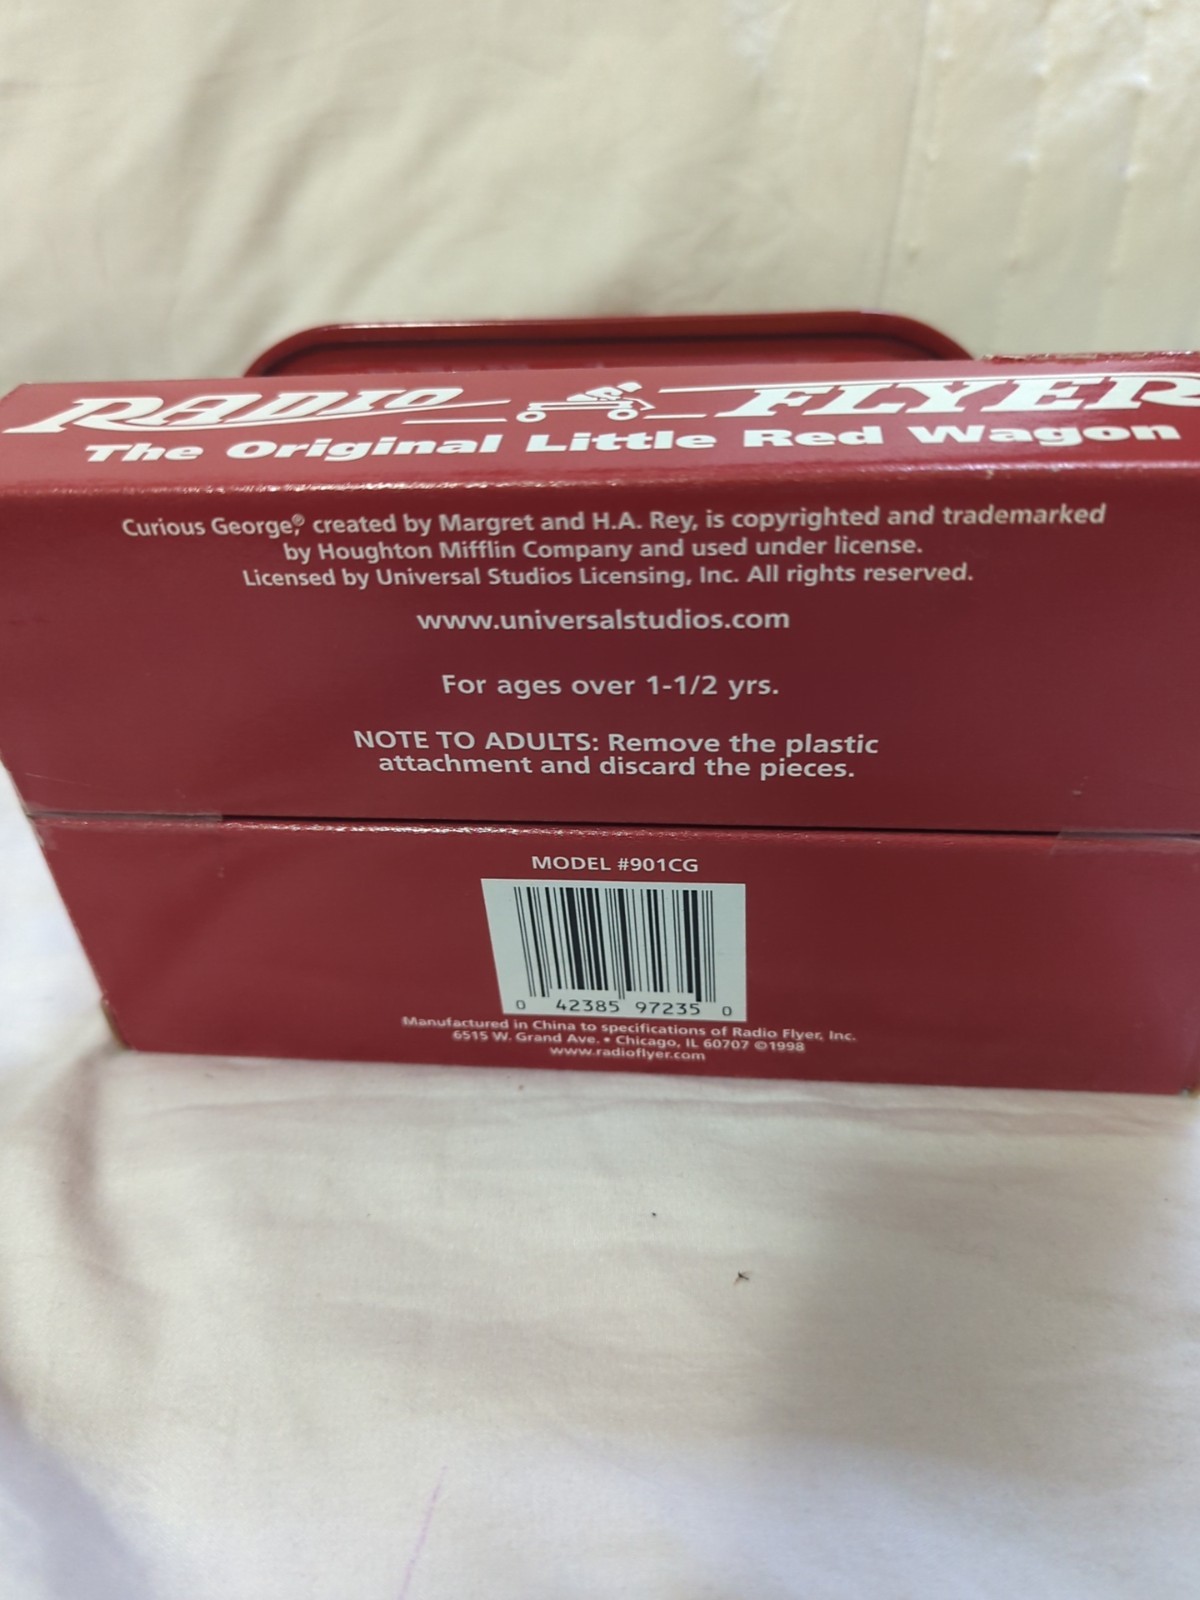 RADIO FLYER
The Original Little Red Wagon
Curious George,® created by Margret and H.A. Rey, is copyrighted and trademarked
by Houghton Mifflin Company and used under license.
Licensed by Universal Studios Licensing, Inc. All rights reserved.
www.universalstudios.com
For ages over 1-1/2 yrs.
NOTE TO ADULTS: Remove the plastic
attachment and discard the pieces.
MODEL #901CG
0 42385 97235 0
Manufactured in China to specifications of Radio Flyer, Inc.
6515 W. Grand Ave. • Chicago, IL 60707 ©1998
www.radioflyer.com